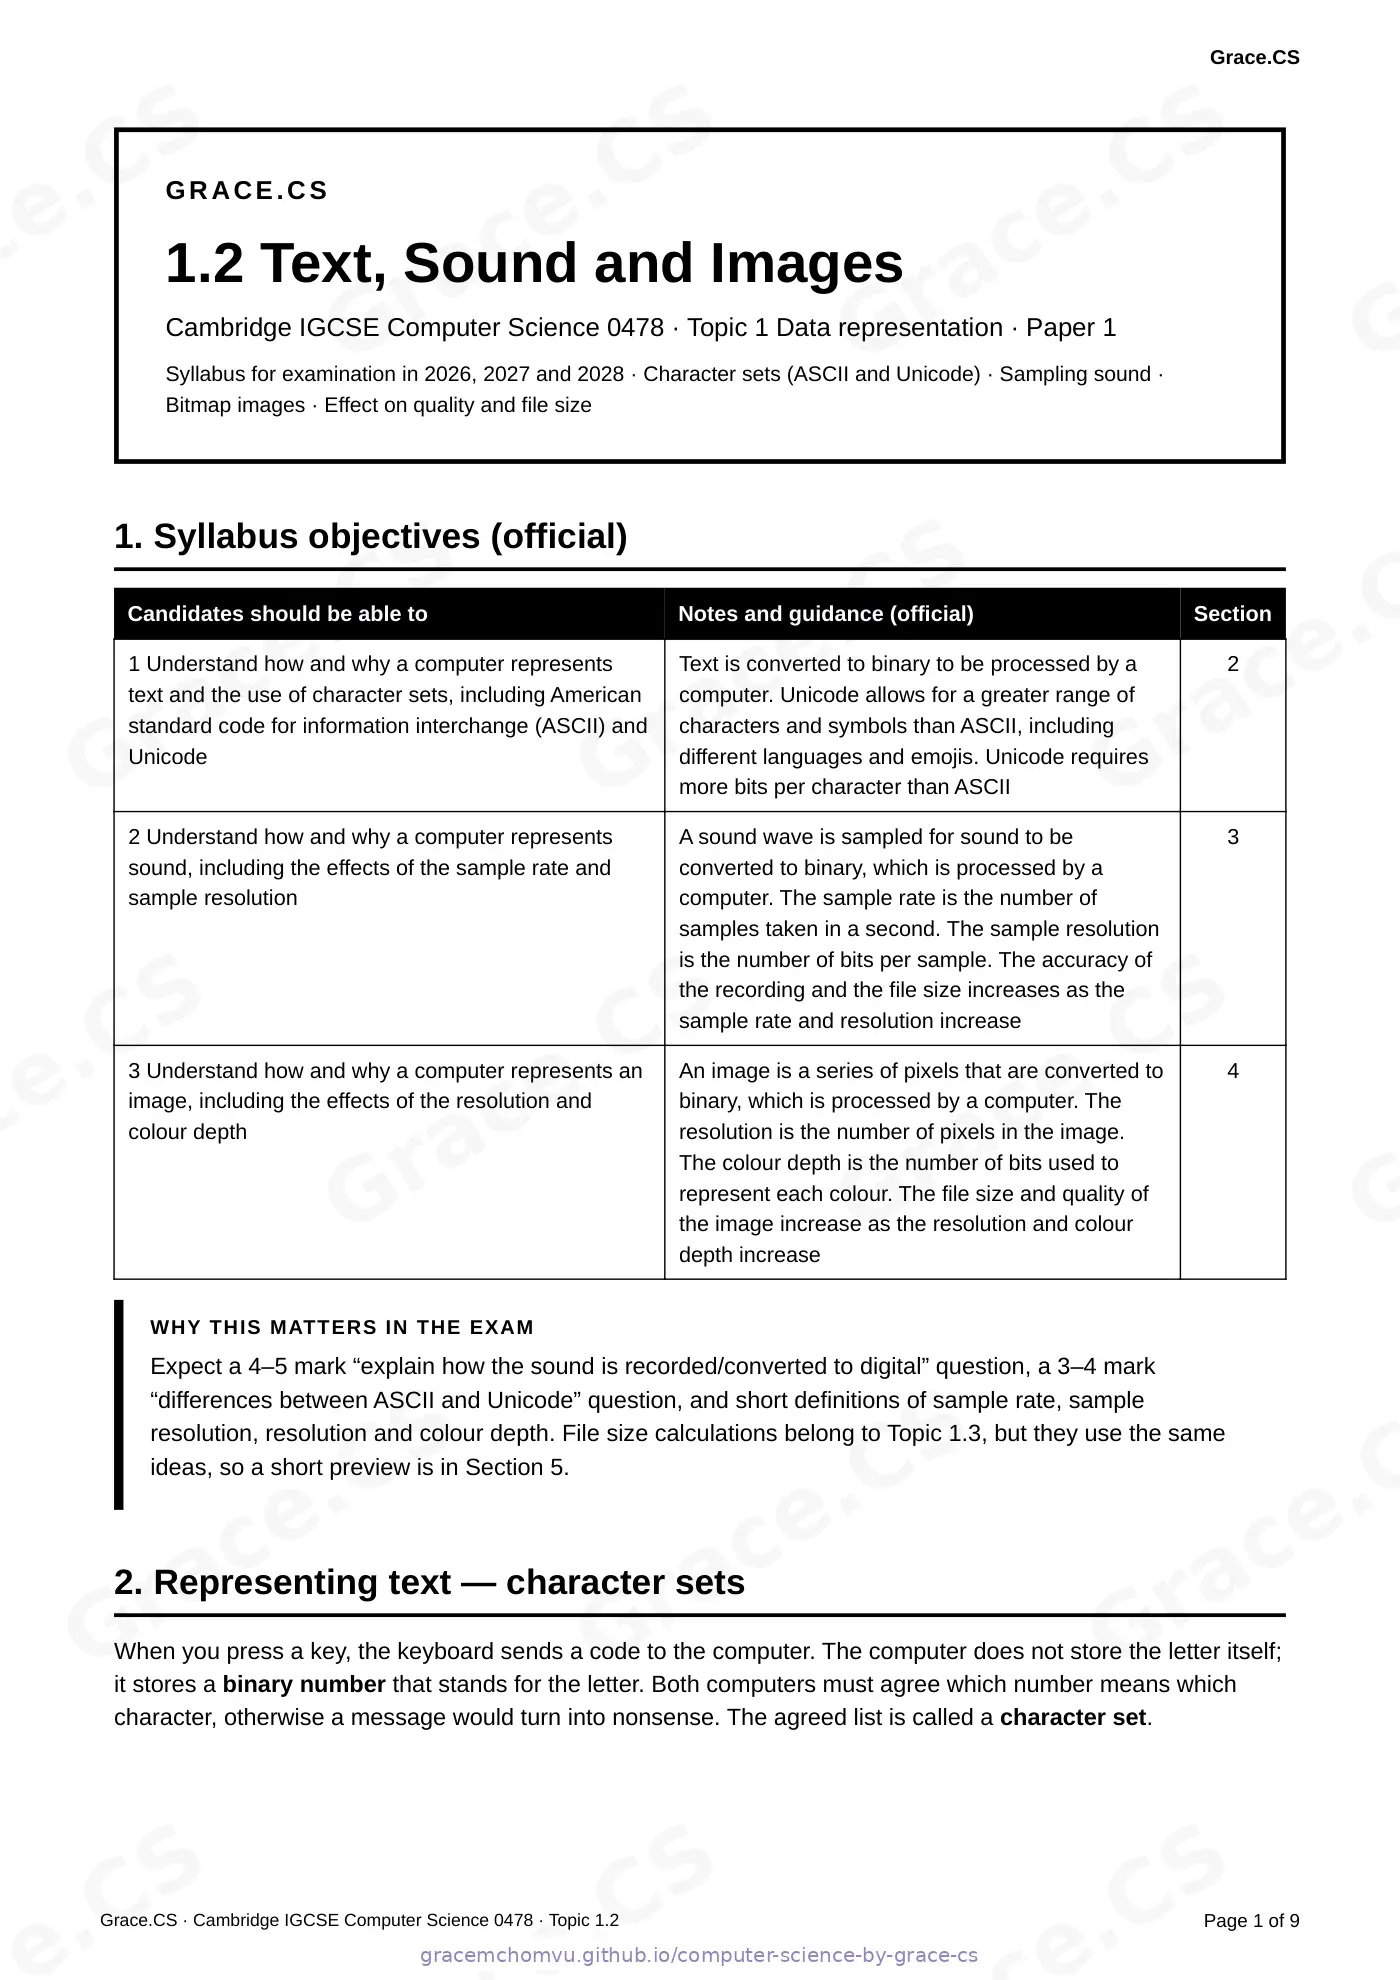 Grace.CS
GRACE.CS
1.2 Text, Sound and Images
Cambridge IGCSE Computer Science 0478 · Topic 1 Data representation · Paper 1
Syllabus for examination in 2026, 2027 and 2028 · Character sets (ASCII and Unicode) · Sampling sound ·
Bitmap images · Effect on quality and file size
1. Syllabus objectives (official)
Candidates should be able to
Notes and guidance (official)
Section
1 Understand how and why a computer represents
text and the use of character sets, including American
standard code for information interchange (ASCII) and
Unicode
Text is converted to binary to be processed by a
computer. Unicode allows for a greater range of
characters and symbols than ASCII, including
different languages and emojis. Unicode requires
more bits per character than ASCII
2
2 Understand how and why a computer represents
sound, including the effects of the sample rate and
sample resolution
A sound wave is sampled for sound to be
converted to binary, which is processed by a
computer. The sample rate is the number of
samples taken in a second. The sample resolution
is the number of bits per sample. The accuracy of
the recording and the file size increases as the
sample rate and resolution increase
3
3 Understand how and why a computer represents an
image, including the effects of the resolution and
colour depth
An image is a series of pixels that are converted to
binary, which is processed by a computer. The
resolution is the number of pixels in the image.
The colour depth is the number of bits used to
represent each colour. The file size and quality of
the image increase as the resolution and colour
depth increase
4
WHY THIS MATTERS IN THE EXAM
Expect a 4–5 mark “explain how the sound is recorded/converted to digital” question, a 3–4 mark
“differences between ASCII and Unicode” question, and short definitions of sample rate, sample
resolution, resolution and colour depth. File size calculations belong to Topic 1.3, but they use the same
ideas, so a short preview is in Section 5.
2. Representing text — character sets
When you press a key, the keyboard sends a code to the computer. The computer does not store the letter itself;
it stores a binary number that stands for the letter. Both computers must agree which number means which
character, otherwise a message would turn into nonsense. The agreed list is called a character set.
Grace.CS · Cambridge IGCSE Computer Science 0478 · Topic 1.2
Page 1 of 9
gracemchomvu.github.io/computer-science-by-grace-cs